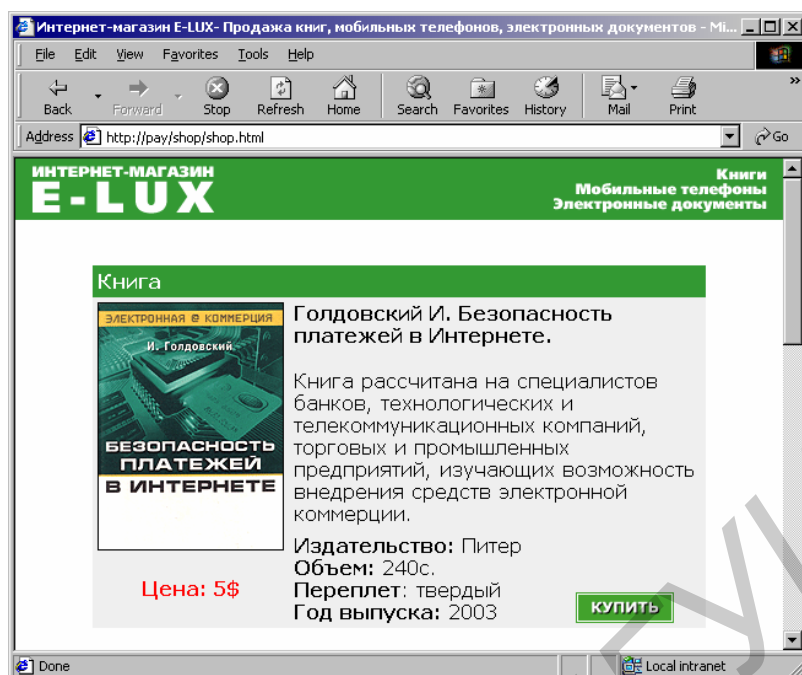 Интернет-магазин E-LUX- Продажа книг, мобильных телефонов, электронных документов - Mi...
File Edit View Favorites Tools Help
Back Forward Stop Refresh Home Search Favorites History Mail Print »
Address http://pay/shop/shop.html Go
ИНТЕРНЕТ-МАГАЗИН
E-LUX
Книги
Мобильные телефоны
Электронные документы
Книга
ЭЛЕКТРОННАЯ @ КОММЕРЦИЯ
И. Голдовский
БЕЗОПАСНОСТЬ
ПЛАТЕЖЕЙ
В ИНТЕРНЕТЕ
Цена: 5$
Голдовский И. Безопасность
платежей в Интернете.
Книга рассчитана на специалистов
банков, технологических и
телекоммуникационных компаний,
торговых и промышленных
предприятий, изучающих возможность
внедрения средств электронной
коммерции.
Издательство: Питер
Объем: 240с.
Переплет: твердый
Год выпуска: 2003
КУПИТЬ
Done Local intranet